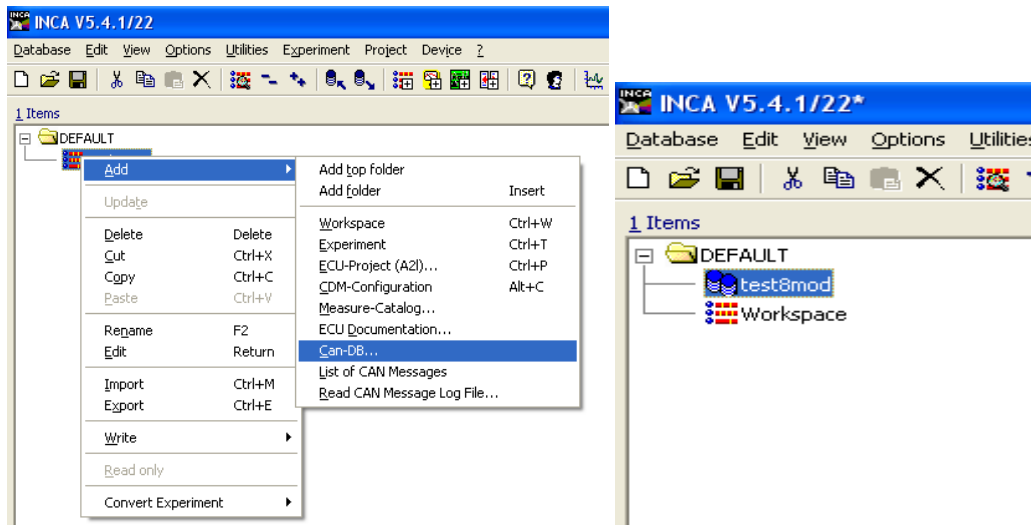 INCA V5.4.1/22
Database Edit View Options Utilities Experiment Project Device ?
1 Items
DEFAULT
Add
Update
Delete Delete
Cut Ctrl+X
Copy Ctrl+C
Paste Ctrl+V
Rename F2
Edit Return
Import Ctrl+M
Export Ctrl+E
Write
Read only
Convert Experiment
Add top folder
Add folder Insert
Workspace Ctrl+W
Experiment Ctrl+T
ECU-Project (A2l)... Ctrl+P
CDM-Configuration Alt+C
Measure-Catalog...
ECU Documentation...
Can-DB...
List of CAN Messages
Read CAN Message Log File...
INCA V5.4.1/22*
Database Edit View Options Utilities
1 Items
DEFAULT
test8mod
Workspace